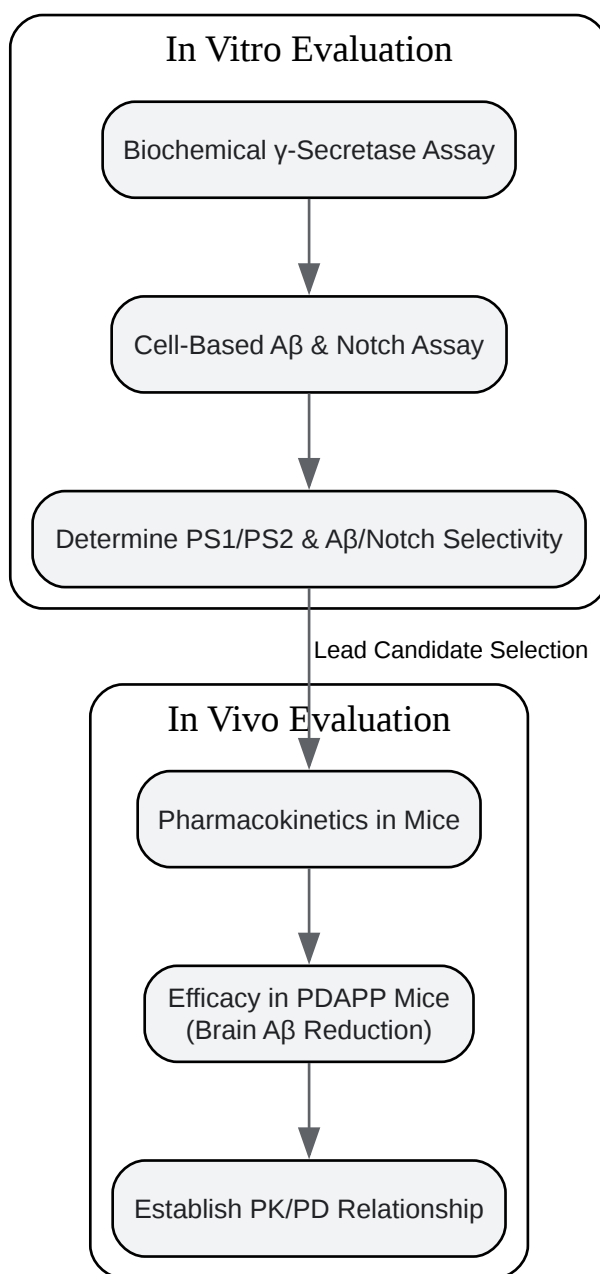 In Vitro Evaluation
Biochemical γ-Secretase Assay
Cell-Based Aβ & Notch Assay
Determine PS1/PS2 & Aβ/Notch Selectivity
Lead Candidate Selection
In Vivo Evaluation
Pharmacokinetics in Mice
Efficacy in PDAPP Mice
(Brain Aβ Reduction)
Establish PK/PD Relationship